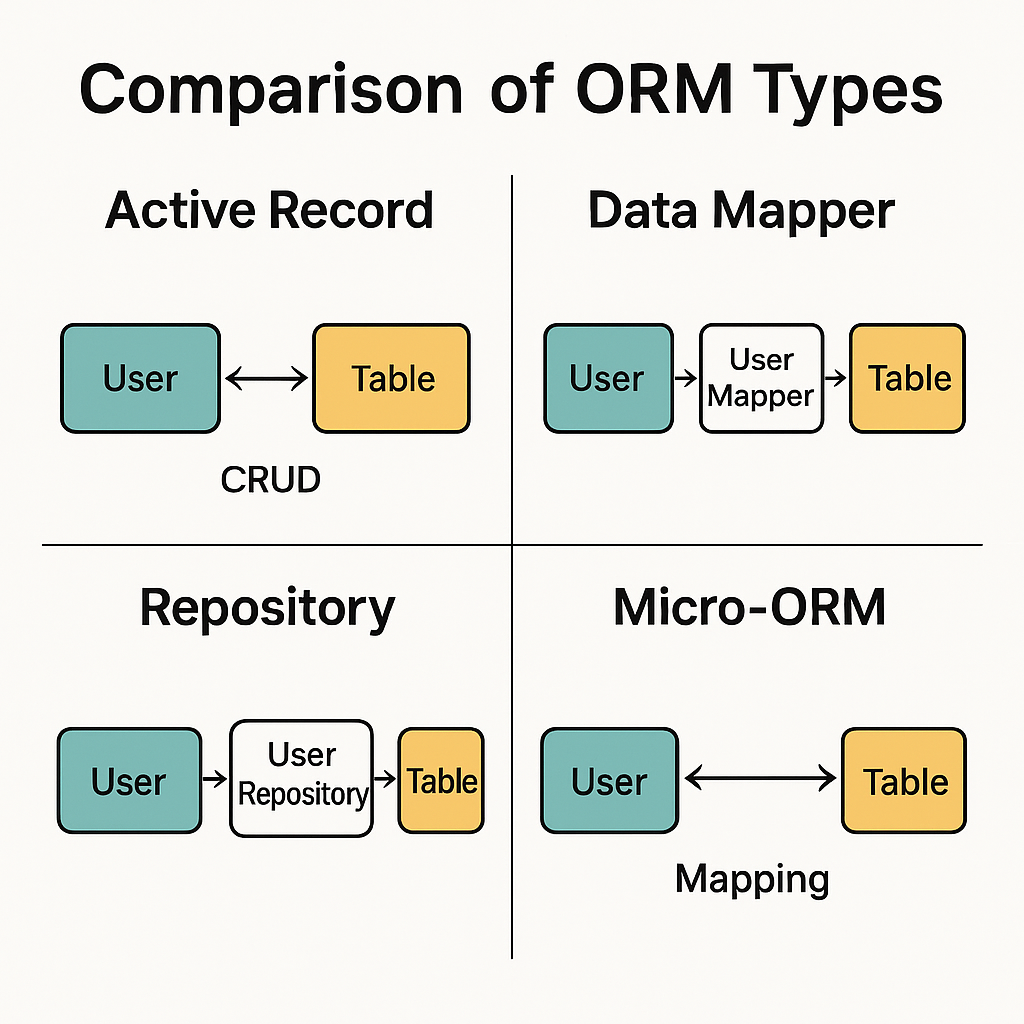 Comparison of ORM Types
Active Record
User
Table
CRUD
Data Mapper
User
User
Mapper
Table
Repository
User
User
Repository
Table
Micro-ORM
User
Table
Mapping